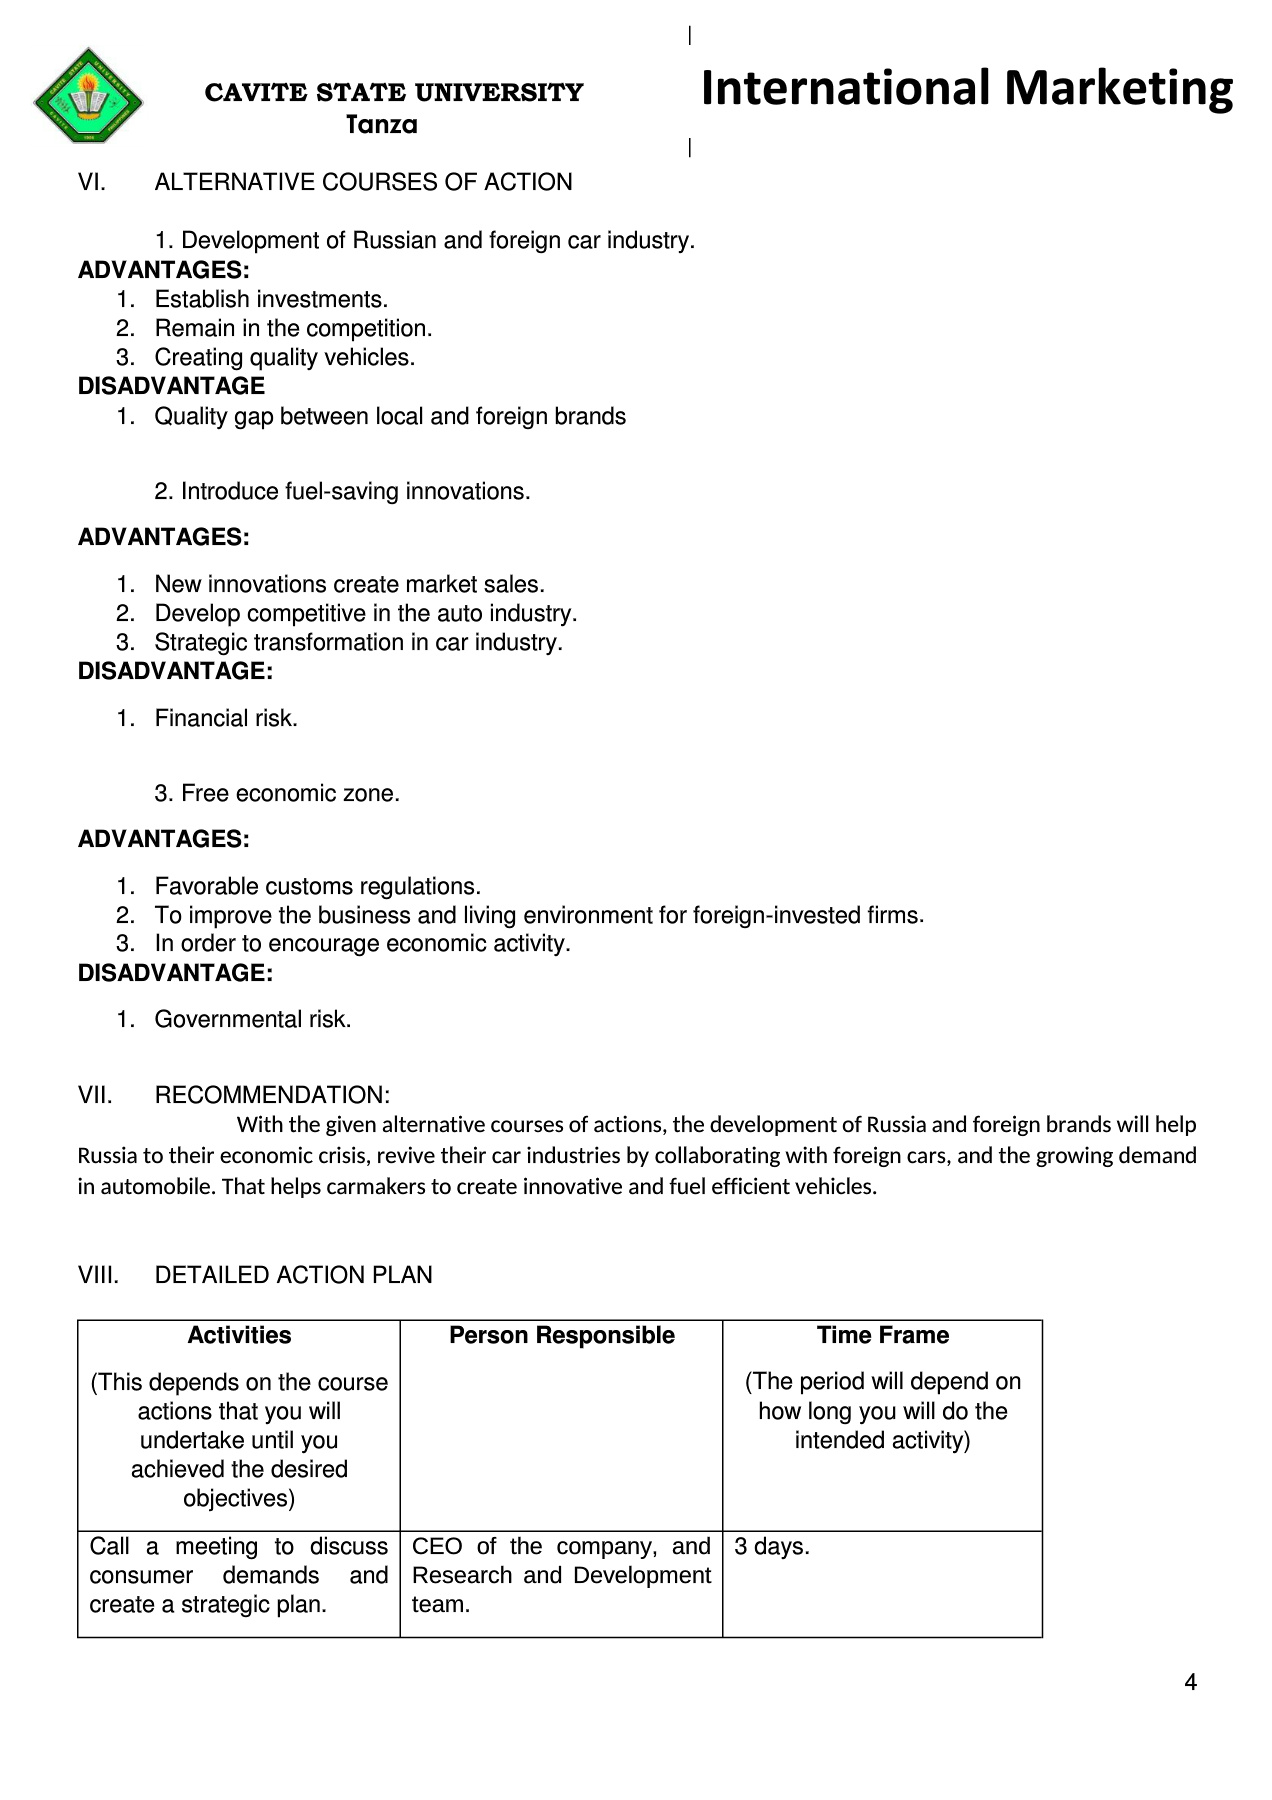 CAVITE STATE UNIVERSITY
Tanza
International Marketing
VI. ALTERNATIVE COURSES OF ACTION
1. Development of Russian and foreign car industry.
ADVANTAGES:
1. Establish investments.
2. Remain in the competition.
3. Creating quality vehicles.
DISADVANTAGE
1. Quality gap between local and foreign brands
2. Introduce fuel-saving innovations.
ADVANTAGES:
1. New innovations create market sales.
2. Develop competitive in the auto industry.
3. Strategic transformation in car industry.
DISADVANTAGE:
1. Financial risk.
3. Free economic zone.
ADVANTAGES:
1. Favorable customs regulations.
2. To improve the business and living environment for foreign-invested firms.
3. In order to encourage economic activity.
DISADVANTAGE:
1. Governmental risk.
VII. RECOMMENDATION:
With the given alternative courses of actions, the development of Russia and foreign brands will help
Russia to their economic crisis, revive their car industries by collaborating with foreign cars, and the growing demand
in automobile. That helps carmakers to create innovative and fuel efficient vehicles.
VIII. DETAILED ACTION PLAN
Activities
(This depends on the course
actions that you will
undertake until you
achieved the desired
objectives)
Person Responsible
Time Frame
(The period will depend on
how long you will do the
intended activity)
Call a meeting to discuss
consumer demands and
create a strategic plan.
CEO of the company, and
Research and Development
team.
3 days.
4